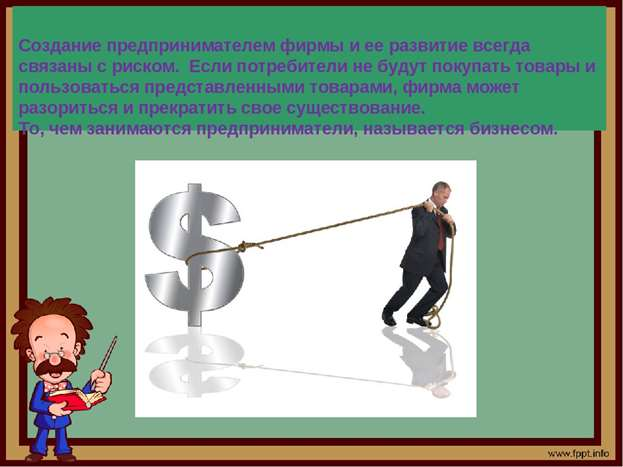 Создание предпринимателем фирмы и ее развитие всегда
связаны с риском.  Если потребители не будут покупать товары и
пользоваться представленными товарами, фирма может
разориться и прекратить свое существование.
То, чем занимаются предприниматели, называется бизнесом.
www.fppt.info